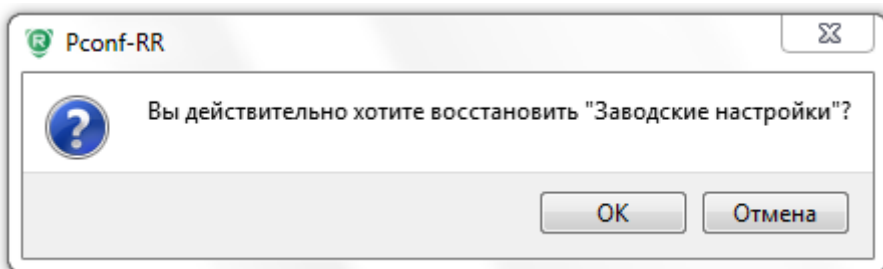 Pconf-RR
Вы действительно хотите восстановить "Заводские настройки"?
OK
Отмена